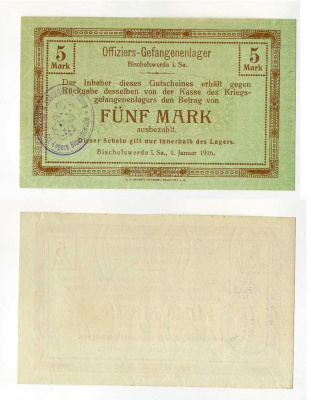 5 Mark
Offiziers-Gefangenenlager
5 Mark
Bischofswerda i. Sa.
Der Inhaber dieses Gutscheines erhält gegen
Rückgabe desselben von der Kasse des Kriegs-
gefangenenlagers den Betrag von
FÜNF MARK
ausbezahlt.
Dieser Schein gilt nur innerhalb des Lagers.
Bischofswerda i. Sa., 1. Januar 1916.